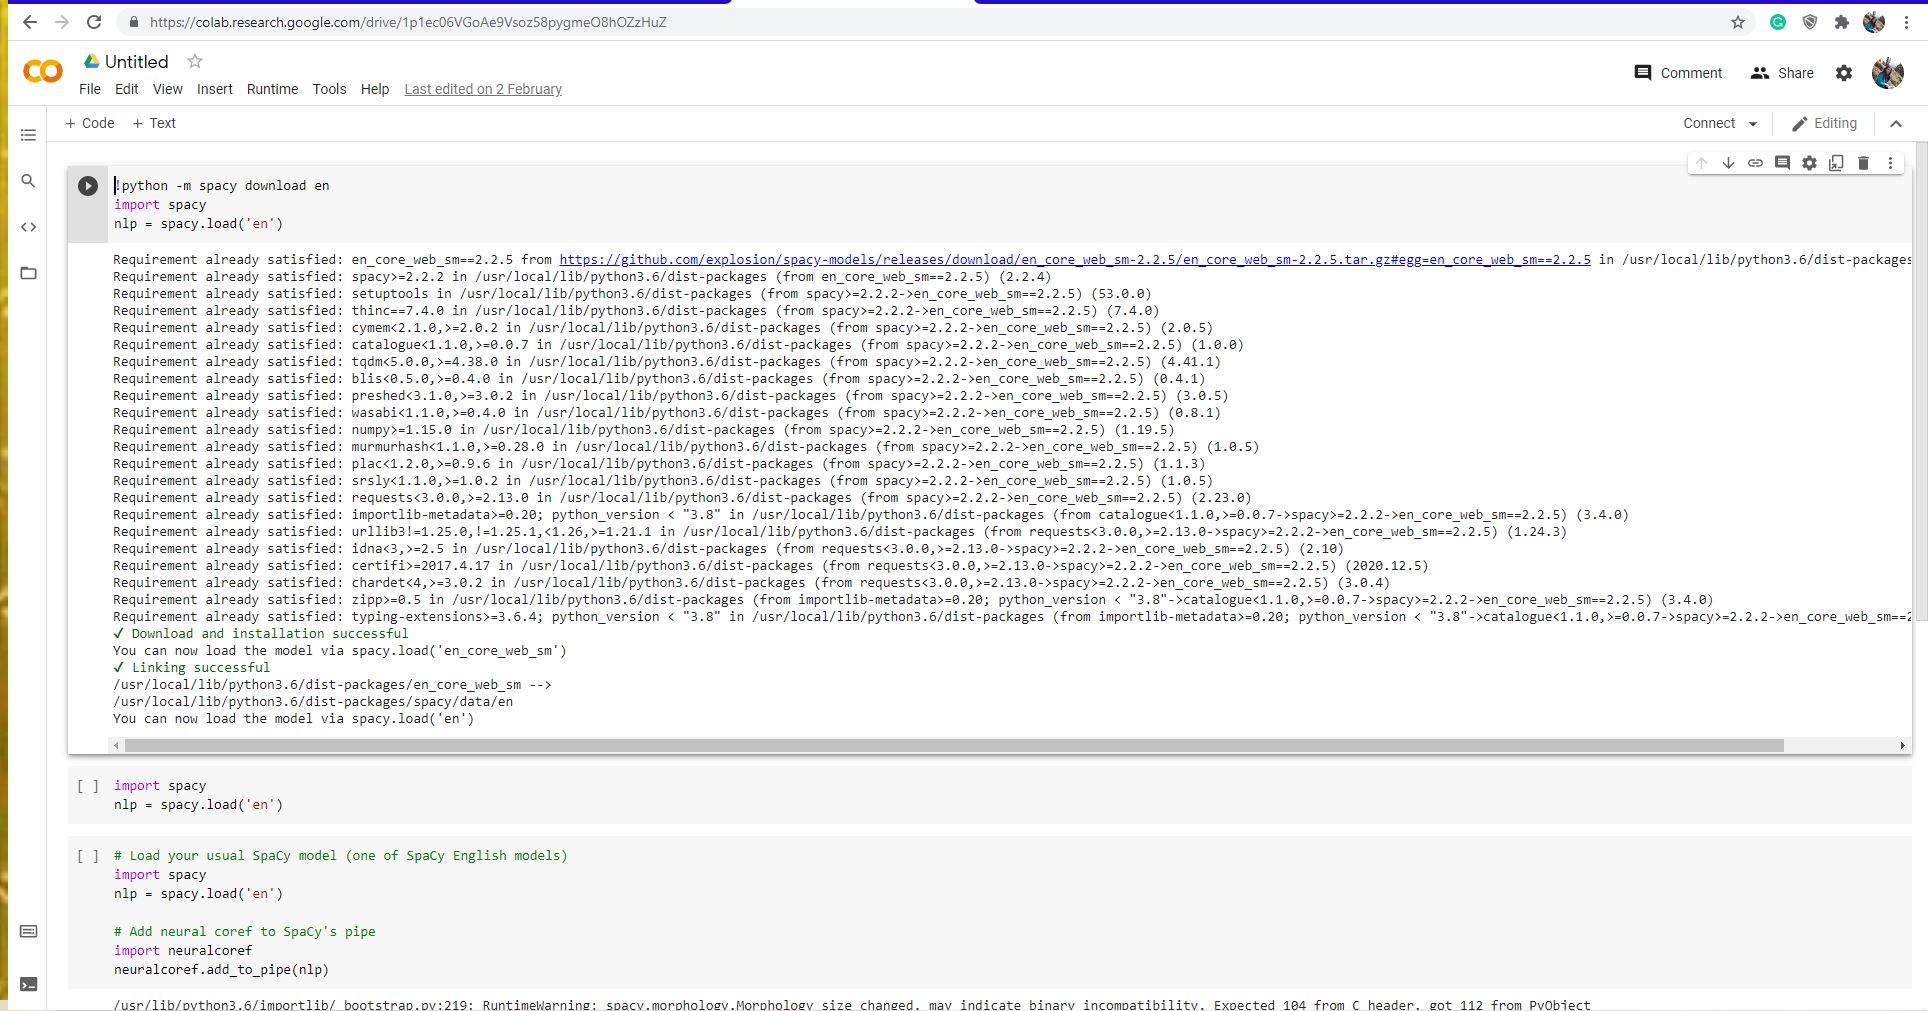 https://colab.research.google.com/drive/1p1ec06VGoAe9Vsoz58pygmeO8hOZzHuZ
Untitled
File Edit View Insert Runtime Tools Help Last edited on 2 February
Comment Share
+ Code + Text
Connect Editing
!python -m spacy download en
import spacy
nlp = spacy.load('en')
Requirement already satisfied: en_core_web_sm==2.2.5 from https://github.com/explosion/spacy-models/releases/download/en_core_web_sm-2.2.5/en_core_web_sm-2.2.5.tar.gz#egg=en_core_web_sm==2.2.5 in /usr/local/lib/python3.6/dist-packages
Requirement already satisfied: spacy>=2.2.2 in /usr/local/lib/python3.6/dist-packages (from en_core_web_sm==2.2.5) (2.2.4)
Requirement already satisfied: setuptools in /usr/local/lib/python3.6/dist-packages (from spacy>=2.2.2->en_core_web_sm==2.2.5) (53.0.0)
Requirement already satisfied: thinc==7.4.0 in /usr/local/lib/python3.6/dist-packages (from spacy>=2.2.2->en_core_web_sm==2.2.5) (7.4.0)
Requirement already satisfied: cymem<2.1.0,>=2.0.2 in /usr/local/lib/python3.6/dist-packages (from spacy>=2.2.2->en_core_web_sm==2.2.5) (2.0.5)
Requirement already satisfied: catalogue<1.1.0,>=0.0.7 in /usr/local/lib/python3.6/dist-packages (from spacy>=2.2.2->en_core_web_sm==2.2.5) (1.0.0)
Requirement already satisfied: tqdm<5.0.0,>=4.38.0 in /usr/local/lib/python3.6/dist-packages (from spacy>=2.2.2->en_core_web_sm==2.2.5) (4.41.1)
Requirement already satisfied: blis<0.5.0,>=0.4.0 in /usr/local/lib/python3.6/dist-packages (from spacy>=2.2.2->en_core_web_sm==2.2.5) (0.4.1)
Requirement already satisfied: preshed<3.1.0,>=3.0.2 in /usr/local/lib/python3.6/dist-packages (from spacy>=2.2.2->en_core_web_sm==2.2.5) (3.0.5)
Requirement already satisfied: wasabi<1.1.0,>=0.4.0 in /usr/local/lib/python3.6/dist-packages (from spacy>=2.2.2->en_core_web_sm==2.2.5) (0.8.1)
Requirement already satisfied: numpy>=1.15.0 in /usr/local/lib/python3.6/dist-packages (from spacy>=2.2.2->en_core_web_sm==2.2.5) (1.19.5)
Requirement already satisfied: murmurhash<1.1.0,>=0.28.0 in /usr/local/lib/python3.6/dist-packages (from spacy>=2.2.2->en_core_web_sm==2.2.5) (1.0.5)
Requirement already satisfied: plac<1.2.0,>=0.9.6 in /usr/local/lib/python3.6/dist-packages (from spacy>=2.2.2->en_core_web_sm==2.2.5) (1.1.3)
Requirement already satisfied: srsly<1.1.0,>=1.0.2 in /usr/local/lib/python3.6/dist-packages (from spacy>=2.2.2->en_core_web_sm==2.2.5) (1.0.5)
Requirement already satisfied: requests<3.0.0,>=2.13.0 in /usr/local/lib/python3.6/dist-packages (from spacy>=2.2.2->en_core_web_sm==2.2.5) (2.23.0)
Requirement already satisfied: importlib-metadata>=0.20; python_version < "3.8" in /usr/local/lib/python3.6/dist-packages (from catalogue<1.1.0,>=0.0.7->spacy>=2.2.2->en_core_web_sm==2.2.5) (3.4.0)
Requirement already satisfied: urllib3!=1.25.0,!=1.25.1,<1.26,>=1.21.1 in /usr/local/lib/python3.6/dist-packages (from requests<3.0.0,>=2.13.0->spacy>=2.2.2->en_core_web_sm==2.2.5) (1.24.3)
Requirement already satisfied: idna<3,>=2.5 in /usr/local/lib/python3.6/dist-packages (from requests<3.0.0,>=2.13.0->spacy>=2.2.2->en_core_web_sm==2.2.5) (2.10)
Requirement already satisfied: certifi>=2017.4.17 in /usr/local/lib/python3.6/dist-packages (from requests<3.0.0,>=2.13.0->spacy>=2.2.2->en_core_web_sm==2.2.5) (2020.12.5)
Requirement already satisfied: chardet<4,>=3.0.2 in /usr/local/lib/python3.6/dist-packages (from requests<3.0.0,>=2.13.0->spacy>=2.2.2->en_core_web_sm==2.2.5) (3.0.4)
Requirement already satisfied: zipp>=0.5 in /usr/local/lib/python3.6/dist-packages (from importlib-metadata>=0.20; python_version < "3.8"->catalogue<1.1.0,>=0.0.7->spacy>=2.2.2->en_core_web_sm==2.2.5) (3.4.0)
Requirement already satisfied: typing-extensions>=3.6.4; python_version < "3.8" in /usr/local/lib/python3.6/dist-packages (from importlib-metadata>=0.20; python_version < "3.8"->catalogue<1.1.0,>=0.0.7->spacy>=2.2.2->en_core_web_sm==2
✔ Download and installation successful
You can now load the model via spacy.load('en_core_web_sm')
✔ Linking successful
/usr/local/lib/python3.6/dist-packages/en_core_web_sm -->
/usr/local/lib/python3.6/dist-packages/spacy/data/en
You can now load the model via spacy.load('en')
[ ] import spacy
nlp = spacy.load('en')
[ ] # Load your usual SpaCy model (one of SpaCy English models)
import spacy
nlp = spacy.load('en')
# Add neural coref to SpaCy's pipe
import neuralcoref
neuralcoref.add_to_pipe(nlp)
/usr/lib/python3.6/importlib/_bootstrap.py:219: RuntimeWarning: spacy.morphology.Morphology size changed, may indicate binary incompatibility. Expected 104 from C header, got 112 from PyObject